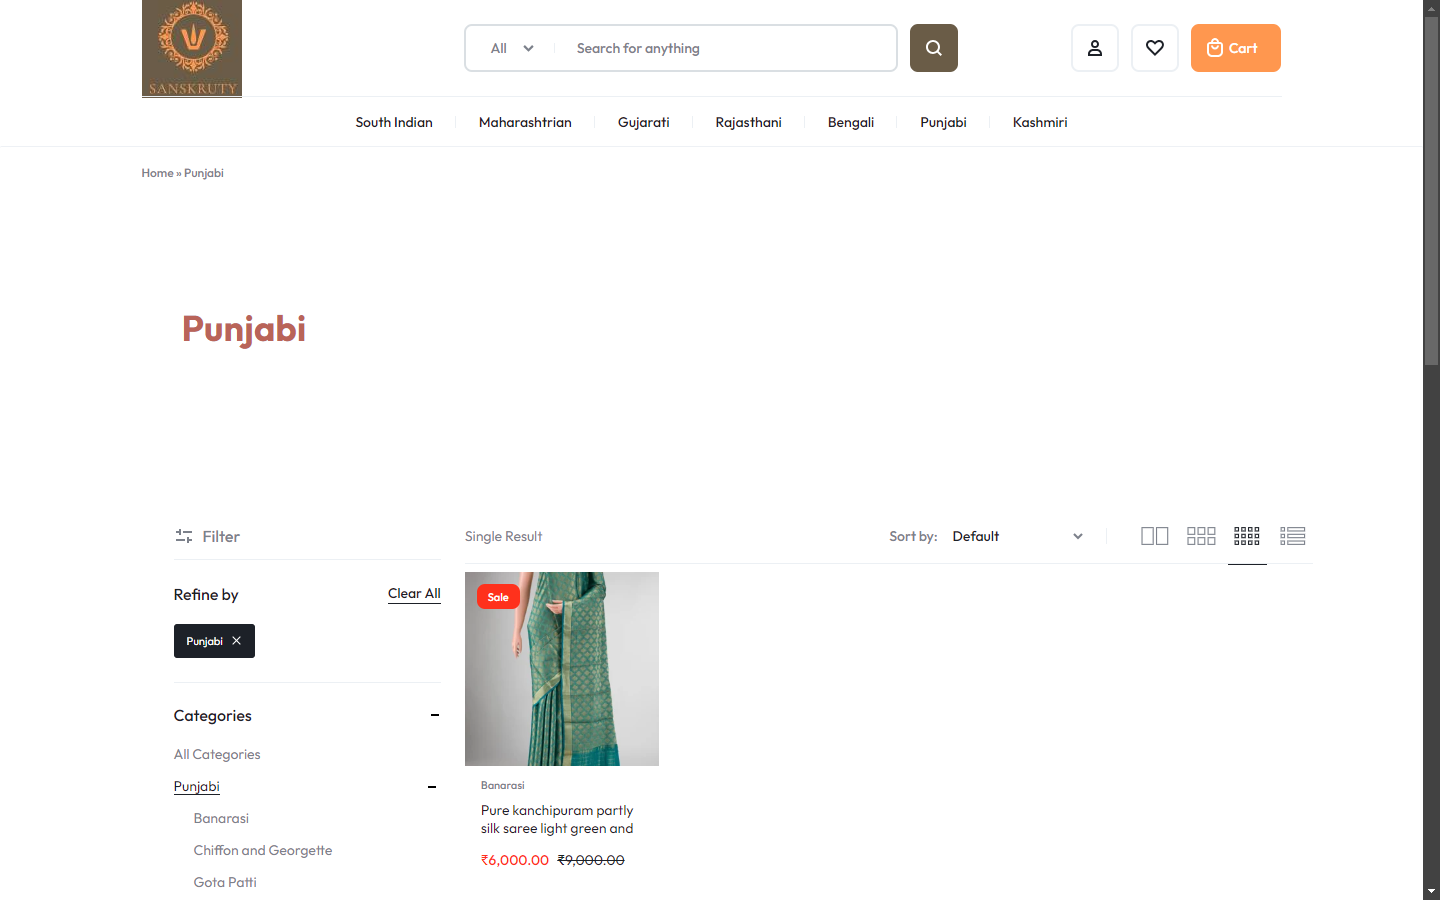 SANSKRUTY
All
Search for anything
Cart
South Indian
Maharashtrian
Gujarati
Rajasthani
Bengali
Punjabi
Kashmiri
Home » Punjabi
Punjabi
Filter
Single Result
Sort by: Default
Refine by
Clear All
Punjabi
Categories
All Categories
Punjabi
Banarasi
Chiffon and Georgette
Gota Patti
Sale
Banarasi
Pure kanchipuram partly
silk saree light green and
₹6,000.00 ₹9,000.00